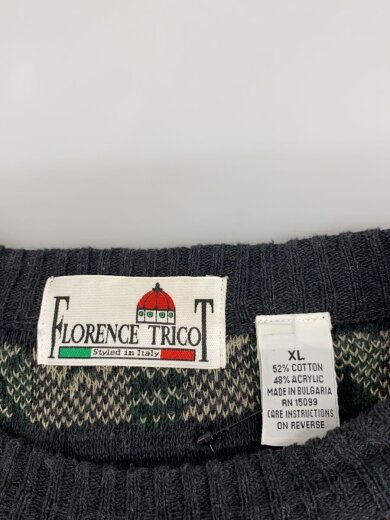 FLORENCE TRICOT
Styled in Italy
XL
52% COTTON
48% ACRYLIC
MADE IN BULGARIA
RN 15099
CARE INSTRUCTIONS
ON REVERSE